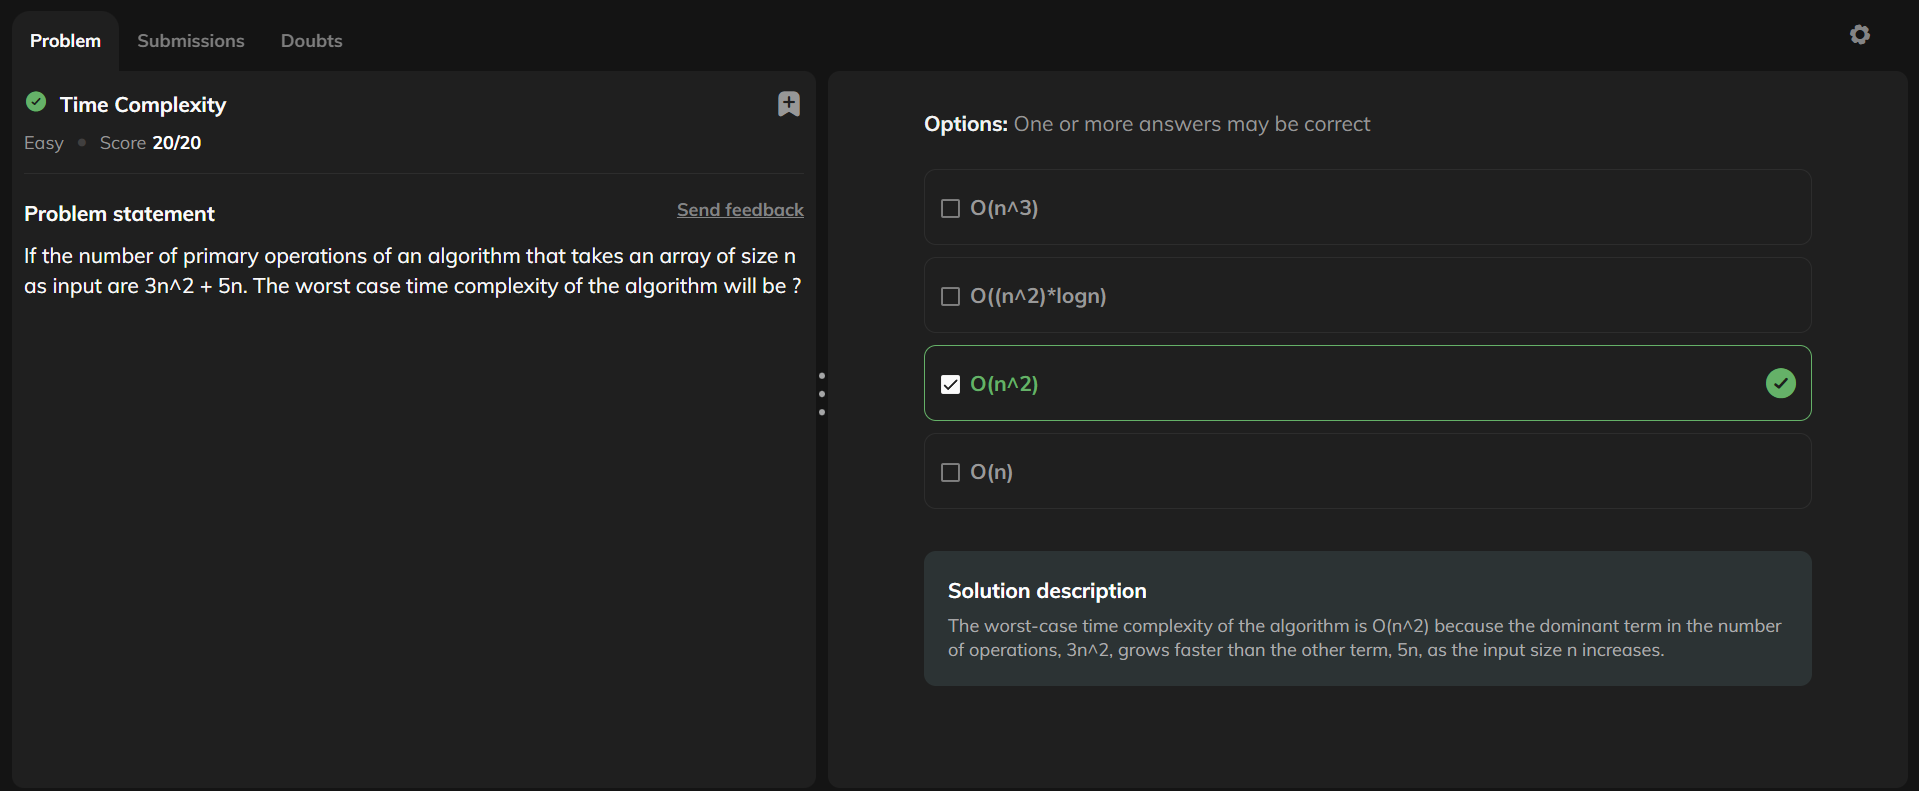 Problem
Submissions
Doubts
Time Complexity
Easy • Score 20/20
Problem statement
Send feedback
If the number of primary operations of an algorithm that takes an array of size n
as input are 3n^2 + 5n. The worst case time complexity of the algorithm will be ?
Options: One or more answers may be correct
O(n^3)
O((n^2)*logn)
O(n^2)
O(n)
Solution description
The worst-case time complexity of the algorithm is O(n^2) because the dominant term in the number
of operations, 3n^2, grows faster than the other term, 5n, as the input size n increases.